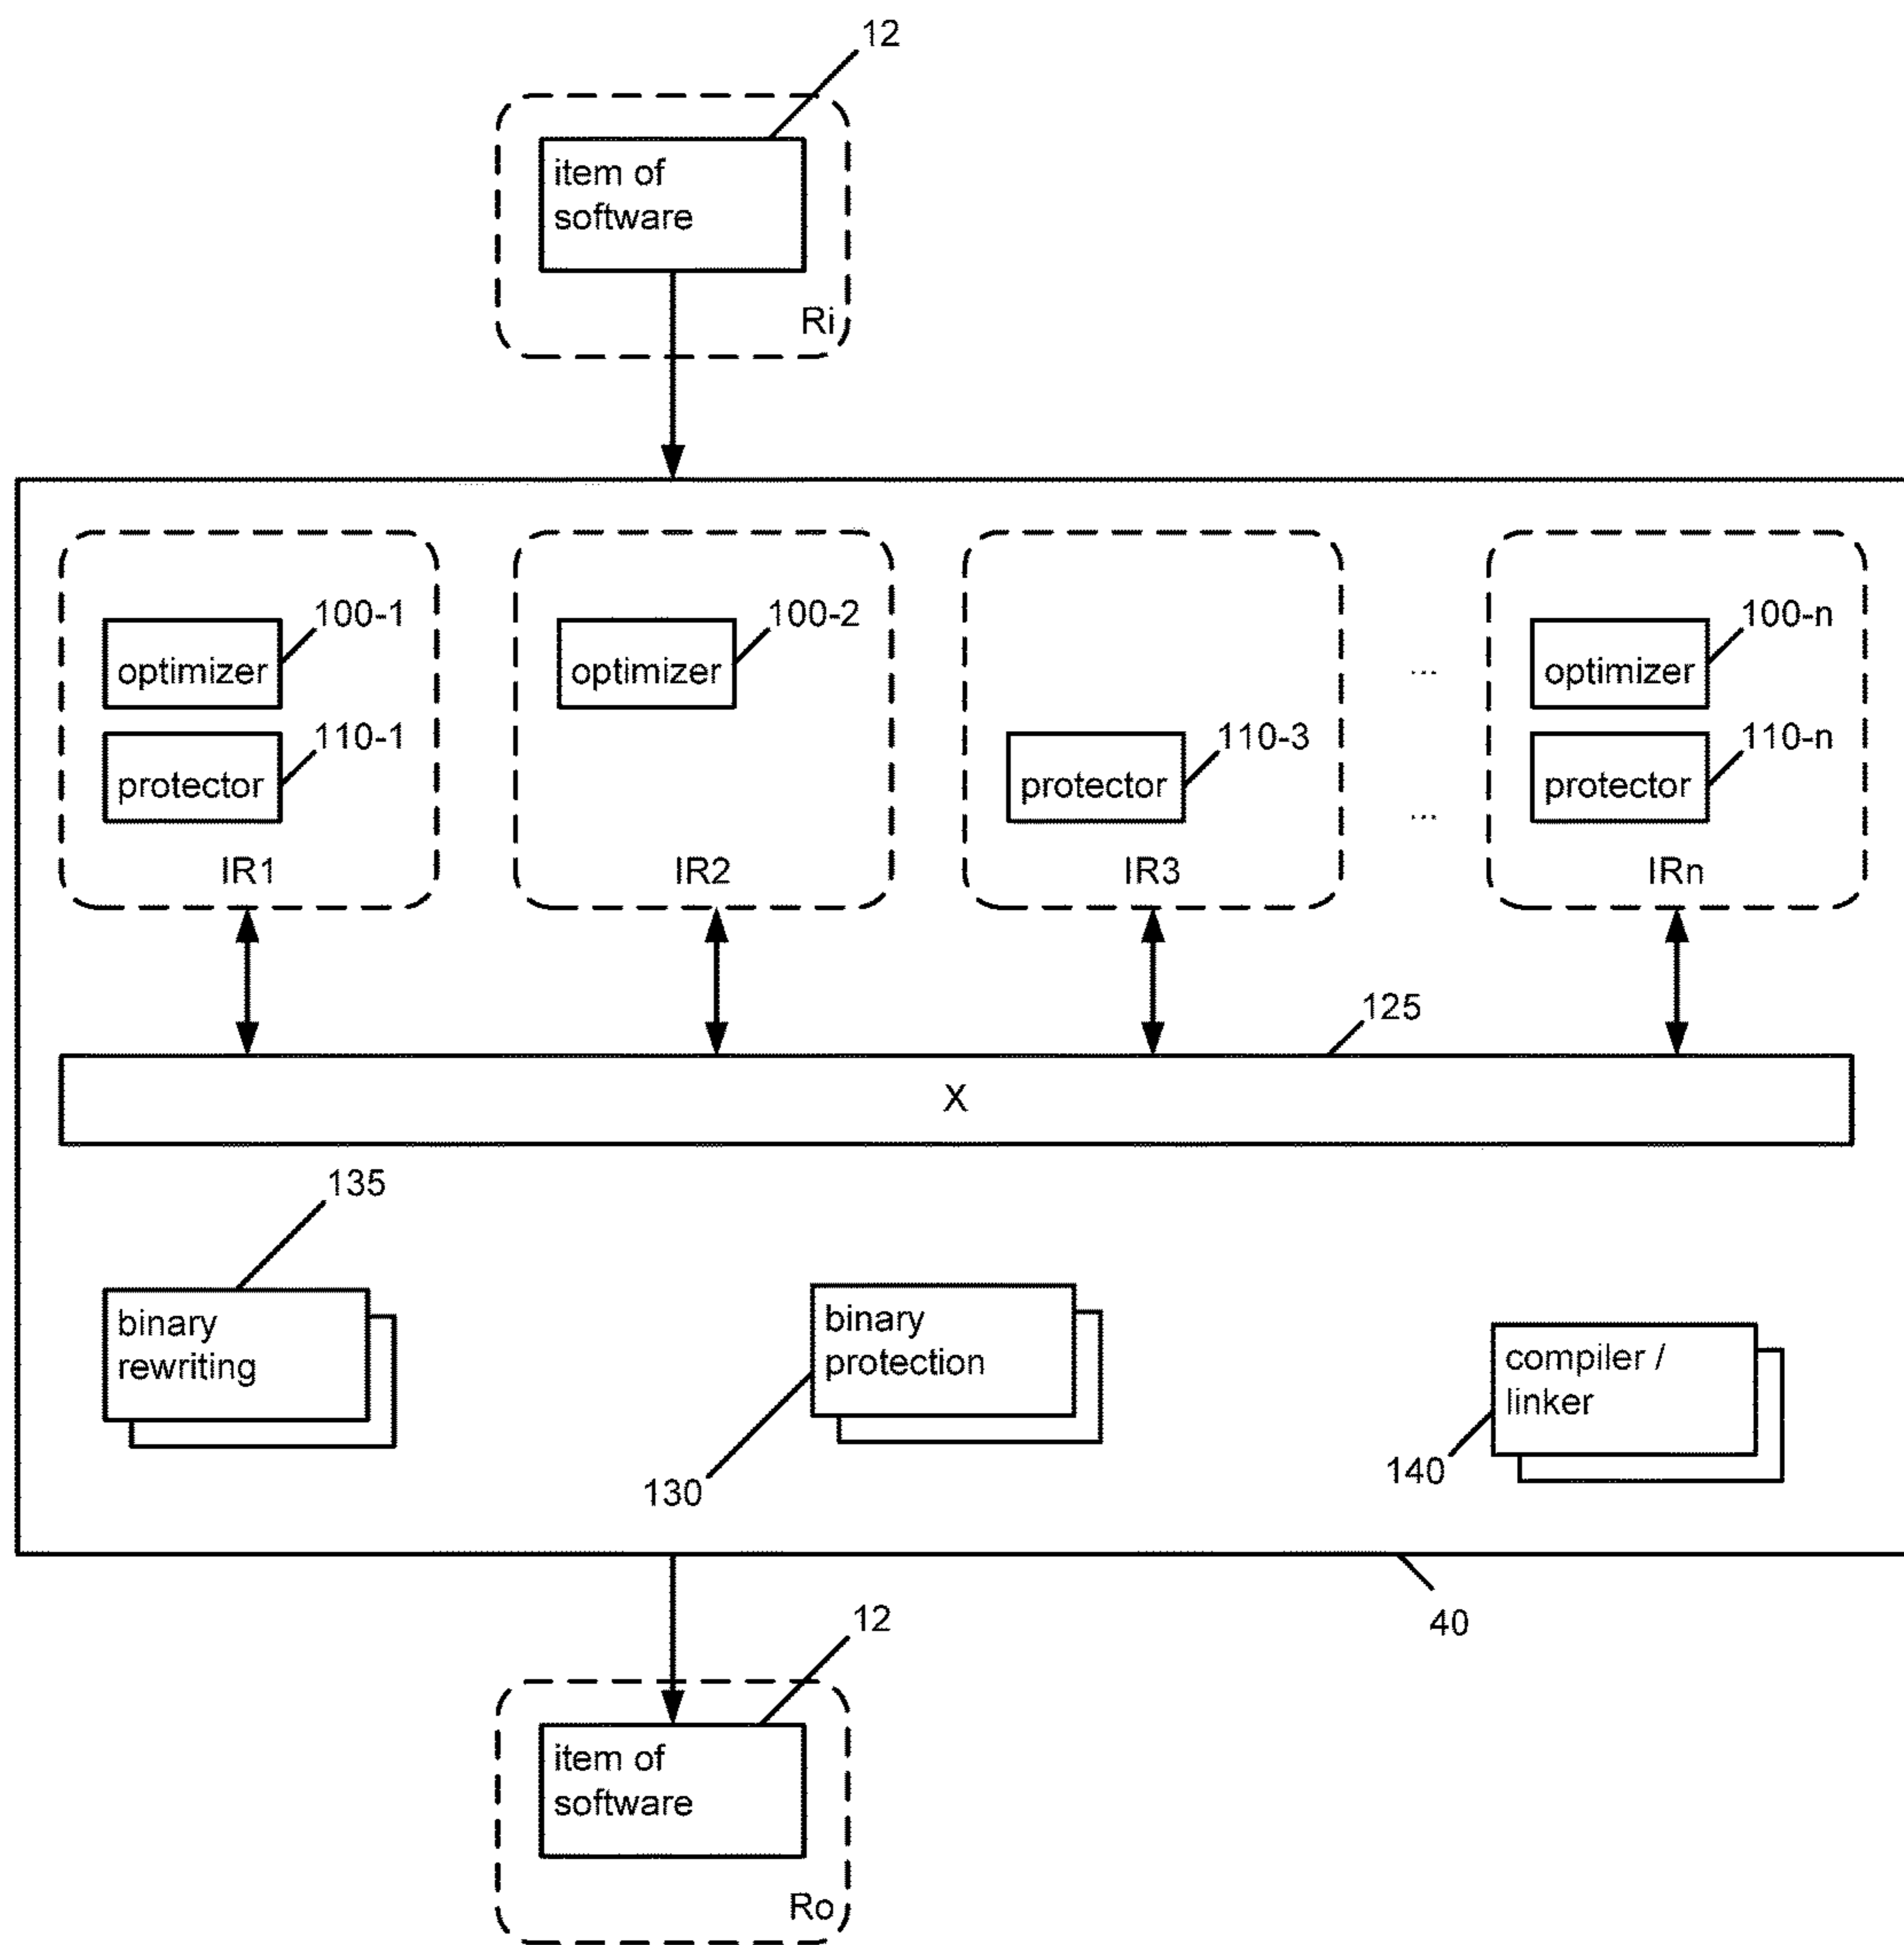 12
item of
software
Ri
100-1
100-2
100-n
optimizer
optimizer
...
optimizer
110-1
110-3
110-n
protector
protector
...
protector
IR1
IR2
IR3
IRn
125
X
135
binary
rewriting
binary
protection
compiler /
linker
130
140
40
12
item of
software
Ro